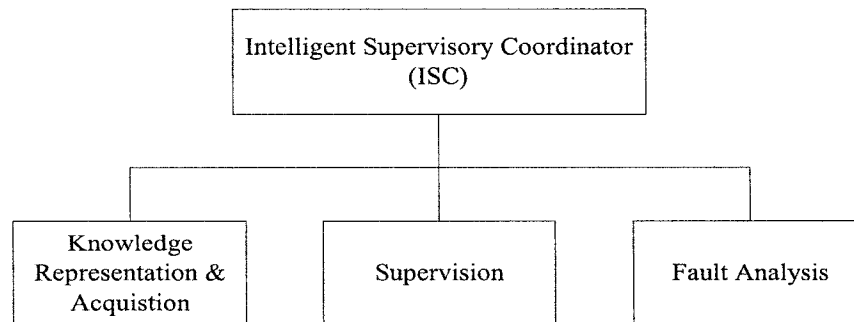 Intelligent Supervisory Coordinator
(ISC)
Knowledge
Representation &
Acquistion
Supervision
Fault Analysis